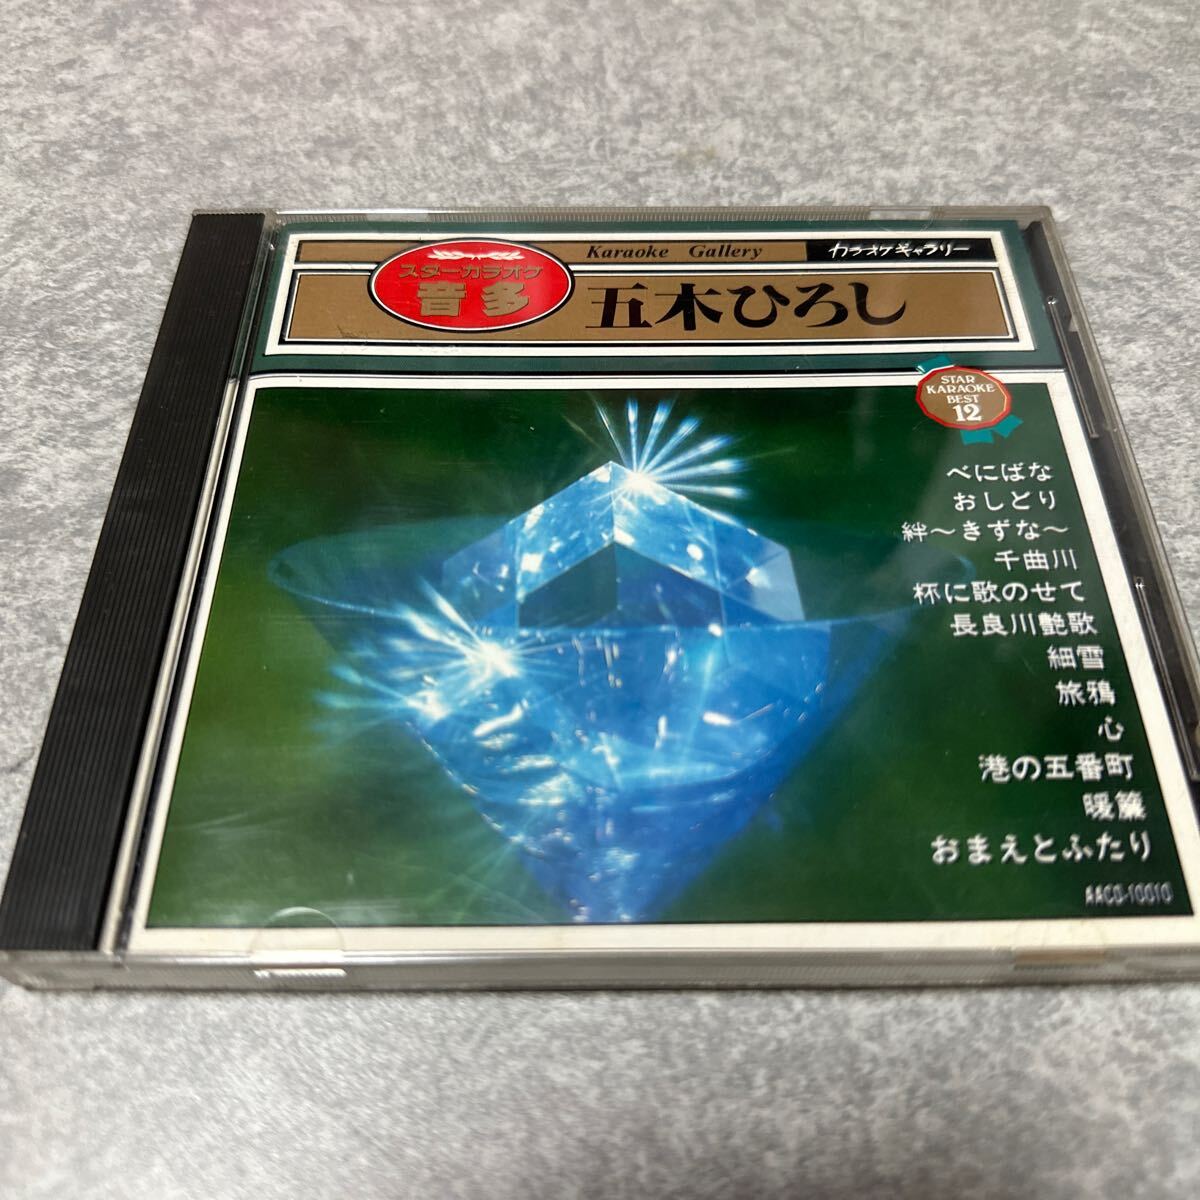 Karaoke Gallery カラオケギャラリー
スターカラオケ
音多
五木ひろし
STAR
KARAOKE
BEST
12
べにばな
おしどり
絆～きずな～
千曲川
杯に歌のせて
長良川艶歌
細雪
旅鴉
心
港の五番町
暖簾
おまえとふたり
AACD-10010